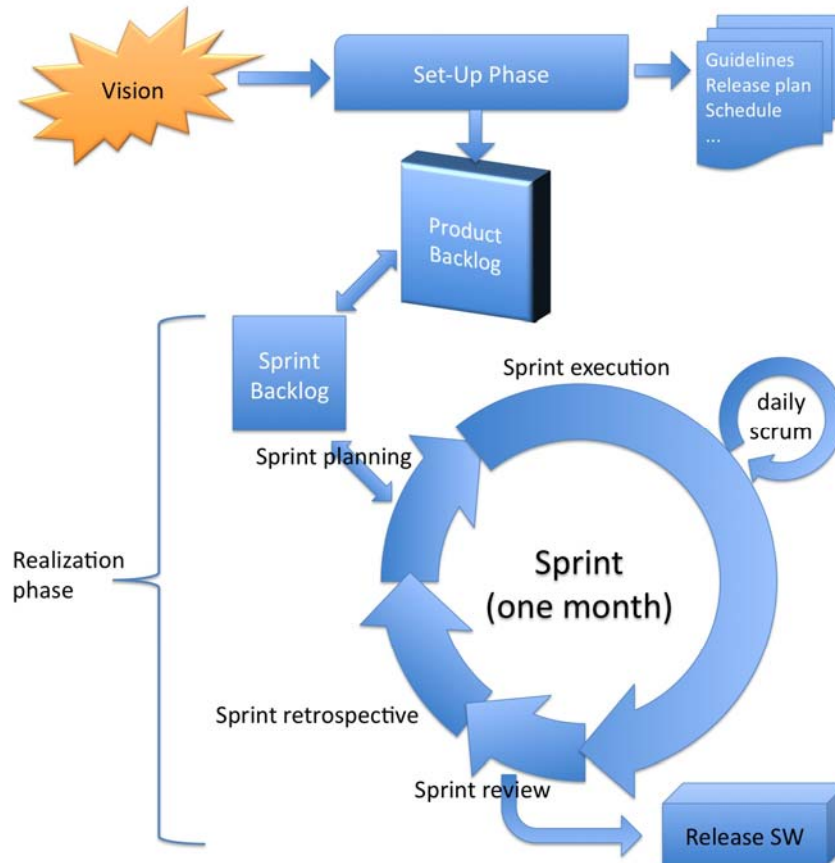 Vision
Set-Up Phase
Guidelines
Release plan
Schedule
...
Product
Backlog
Sprint
Backlog
Sprint execution
daily
scrum
Sprint planning
Realization
phase
Sprint
(one month)
Sprint retrospective
Sprint review
Release SW